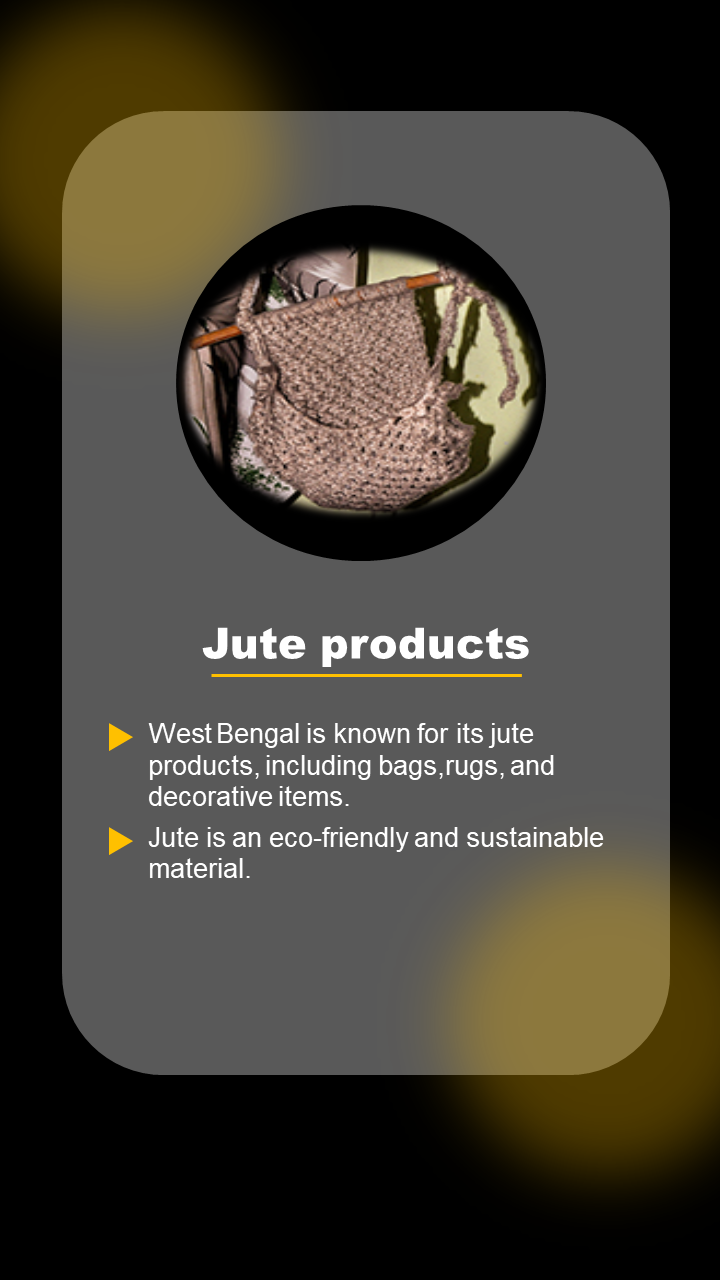 Jute products
West Bengal is known for its jute
products, including bags,rugs, and
decorative items.
Jute is an eco-friendly and sustainable
material.